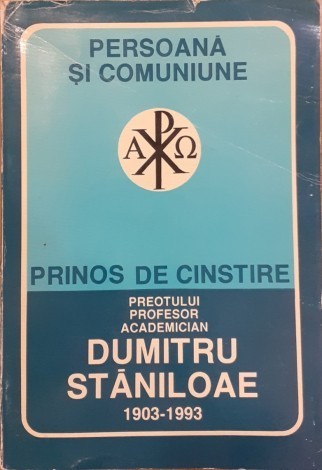 PERSOANĂ
ȘI COMUNIUNE
Α Ω
PRINOS DE CINSTIRE
PREOTULUI
PROFESOR
ACADEMICIAN
DUMITRU
STĂNILOAE
1903-1993